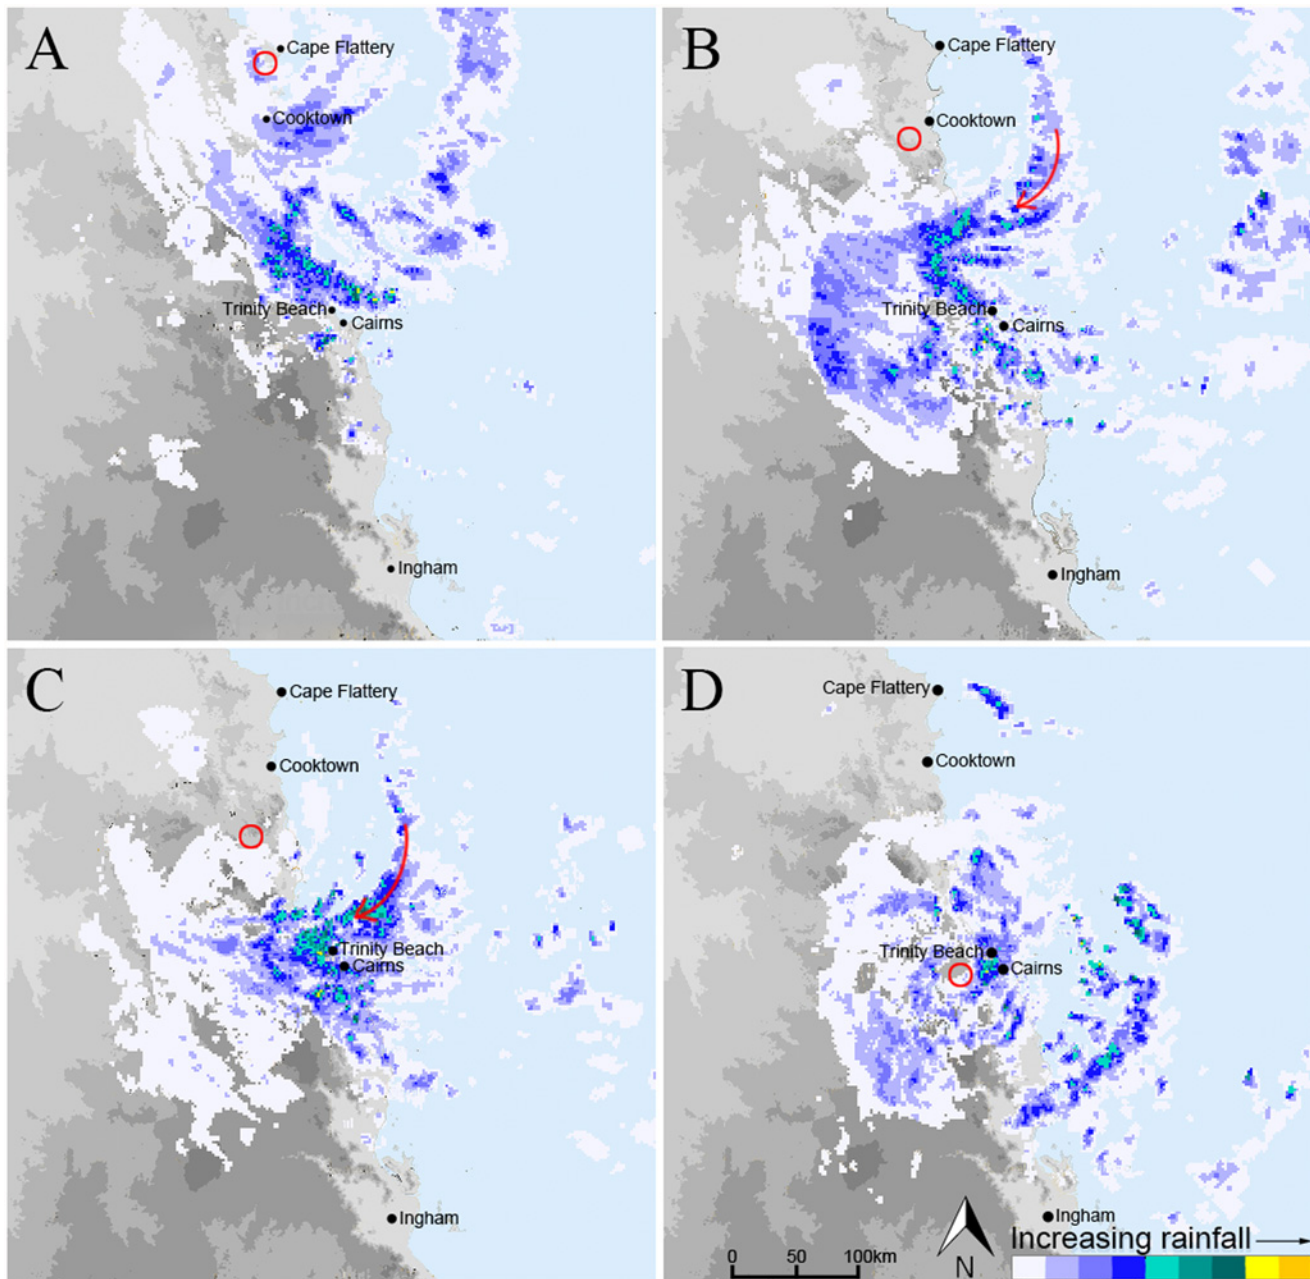 A
Cape Flattery
Cooktown
Trinity Beach
Cairns
Ingham
B
Cape Flattery
Cooktown
Trinity Beach
Cairns
Ingham
C
Cape Flattery
Cooktown
Trinity Beach
Cairns
Ingham
D
Cape Flattery
Cooktown
Trinity Beach
Cairns
Ingham
0 50 100km
N
Increasing rainfall